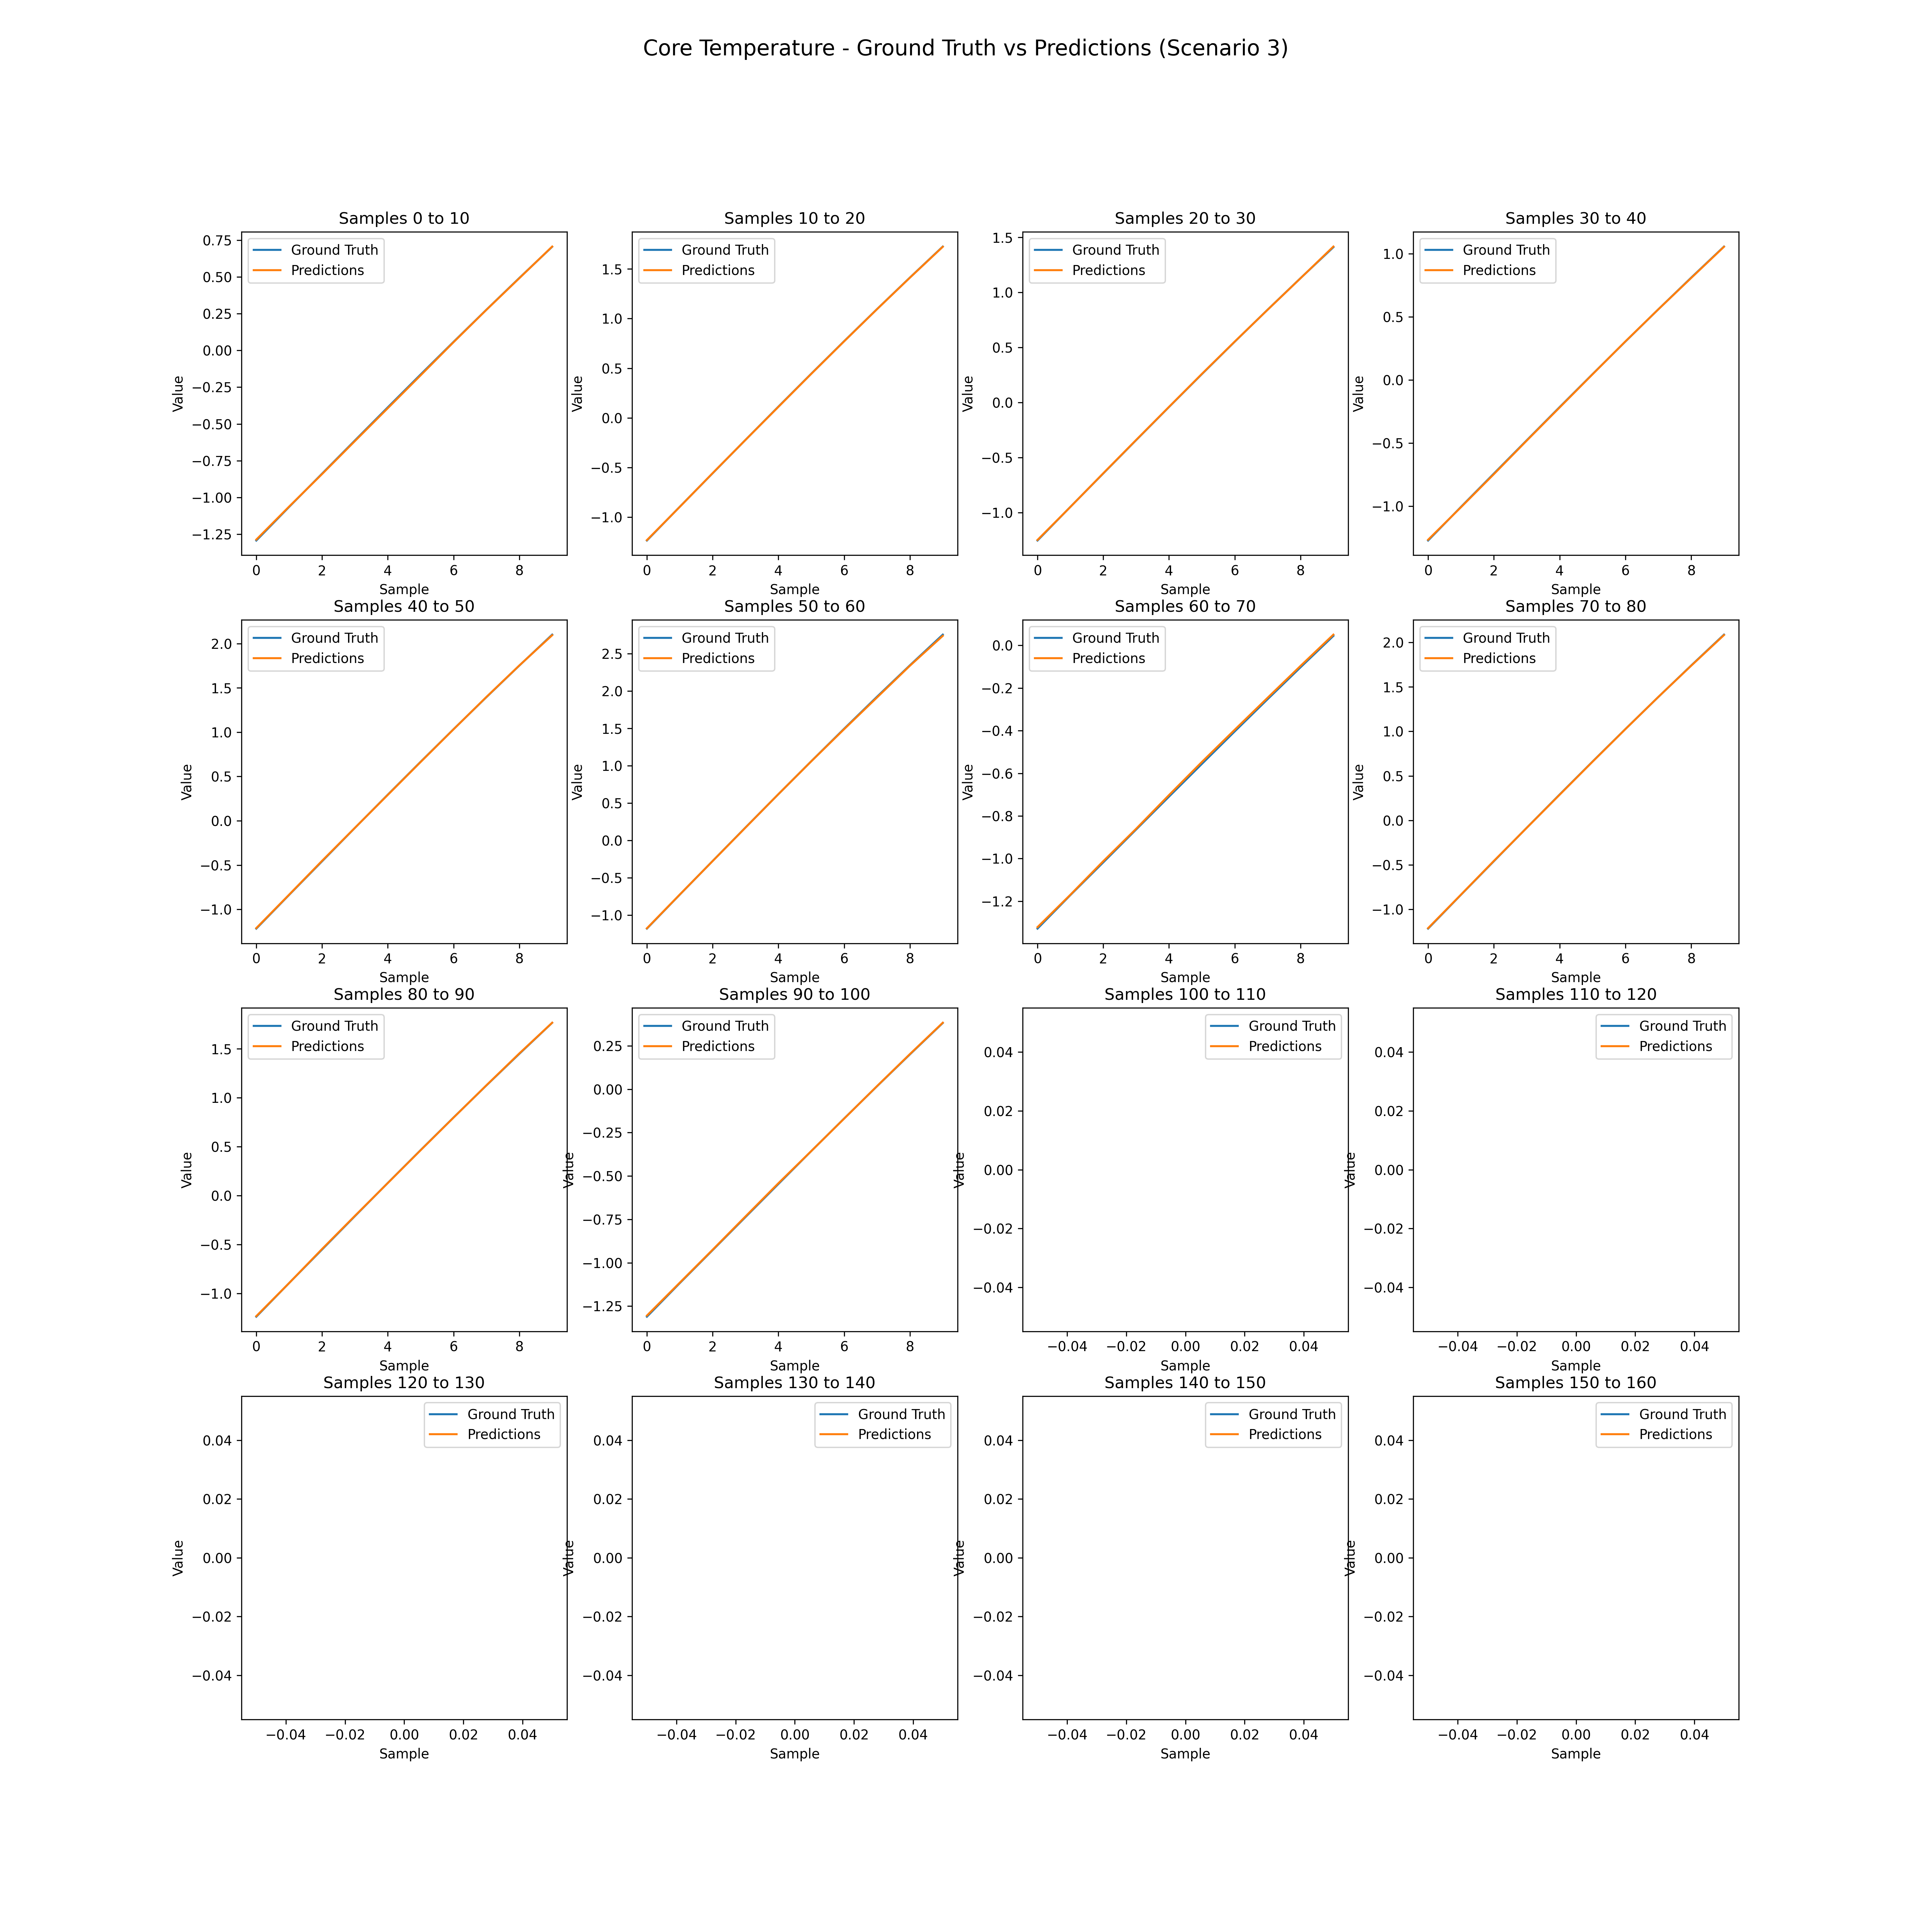 Core Temperature - Ground Truth vs Predictions (Scenario 3)
Samples 0 to 10
Ground Truth
Predictions
0.75
0.50
0.25
0.00
−0.25
−0.50
−0.75
−1.00
−1.25
Value
0 2 4 6 8
Sample
Samples 10 to 20
Ground Truth
Predictions
1.5
1.0
0.5
0.0
−0.5
−1.0
Value
0 2 4 6 8
Sample
Samples 20 to 30
Ground Truth
Predictions
1.5
1.0
0.5
0.0
−0.5
−1.0
Value
0 2 4 6 8
Sample
Samples 30 to 40
Ground Truth
Predictions
1.0
0.5
0.0
−0.5
−1.0
Value
0 2 4 6 8
Sample
Samples 40 to 50
Ground Truth
Predictions
2.0
1.5
1.0
0.5
0.0
−0.5
−1.0
Value
0 2 4 6 8
Sample
Samples 50 to 60
Ground Truth
Predictions
2.5
2.0
1.5
1.0
0.5
0.0
−0.5
−1.0
Value
0 2 4 6 8
Sample
Samples 60 to 70
Ground Truth
Predictions
0.0
−0.2
−0.4
−0.6
−0.8
−1.0
−1.2
Value
0 2 4 6 8
Sample
Samples 70 to 80
Ground Truth
Predictions
2.0
1.5
1.0
0.5
0.0
−0.5
−1.0
Value
0 2 4 6 8
Sample
Samples 80 to 90
Ground Truth
Predictions
1.5
1.0
0.5
0.0
−0.5
−1.0
Value
0 2 4 6 8
Sample
Samples 90 to 100
Ground Truth
Predictions
0.25
0.00
−0.25
−0.50
−0.75
−1.00
−1.25
Value
0 2 4 6 8
Sample
Samples 100 to 110
Ground Truth
Predictions
0.04
0.02
0.00
−0.02
−0.04
Value
−0.04 −0.02 0.00 0.02 0.04
Sample
Samples 110 to 120
Ground Truth
Predictions
0.04
0.02
0.00
−0.02
−0.04
Value
−0.04 −0.02 0.00 0.02 0.04
Sample
Samples 120 to 130
Ground Truth
Predictions
0.04
0.02
0.00
−0.02
−0.04
Value
−0.04 −0.02 0.00 0.02 0.04
Sample
Samples 130 to 140
Ground Truth
Predictions
0.04
0.02
0.00
−0.02
−0.04
Value
−0.04 −0.02 0.00 0.02 0.04
Sample
Samples 140 to 150
Ground Truth
Predictions
0.04
0.02
0.00
−0.02
−0.04
Value
−0.04 −0.02 0.00 0.02 0.04
Sample
Samples 150 to 160
Ground Truth
Predictions
0.04
0.02
0.00
−0.02
−0.04
Value
−0.04 −0.02 0.00 0.02 0.04
Sample